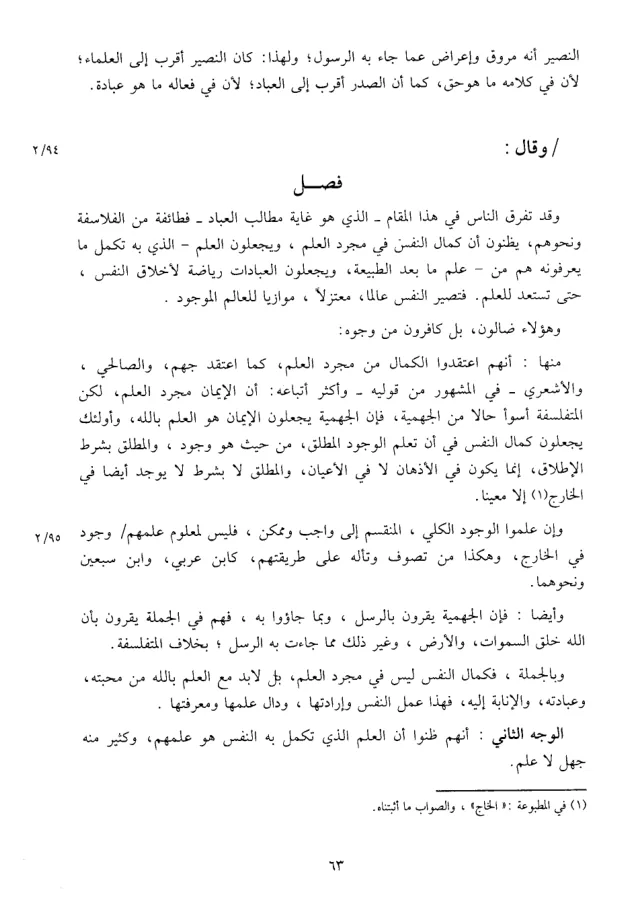 النصير أنه مروق وإعراض عما جاء به الرسول؛ ولهذا: كان النصير أقرب إلى العلماء؛
لأن في كلامه ما هوحق، كما أن الصدر أقرب إلى العباد؛ لأن في فعاله ما هو عبادة.
/ وقال :
٢/٩٤
فصــل
وقد تفرق الناس في هذا المقام ـ الذي هو غاية مطالب العباد ـ فطائفة من الفلاسفة
ونحوهم، يظنون أن كمال النفس في مجرد العلم ، ويجعلون العلم – الذي به تكمل ما
يعرفونه هم من – علم ما بعد الطبيعة، ويجعلون العبادات رياضة لأخلاق النفس ،
حتى تستعد للعلم. فتصير النفس عالما، معتزلاً ، موازيا للعالم الموجود .
وهؤلاء ضالون، بل كافرون من وجوه:
منها : أنهم اعتقدوا الكمال من مجرد العلم، كما اعتقد جهم، والصالحي ،
والأشعري ـ في المشهور من قوليه ـ وأكثر أتباعه: أن الإيمان مجرد العلم، لكن
المتفلسفة أسوأ حالا من الجهمية، فإن الجهمية يجعلون الإيمان هو العلم بالله، وأولئك
يجعلون كمال النفس في أن تعلم الوجود المطلق، من حيث هو وجود ، والمطلق بشرط
الإطلاق، إنما يكون في الأذهان لا في الأعيان، والمطلق لا بشرط لا يوجد أيضا في
الخارج(١) إلا معينا.
وإن علموا الوجود الكلي ، المنقسم إلى واجب وممكن ، فليس لمعلوم علمهم/ وجود
٢/٩٥
في الخارج، وهكذا من تصوف وتأله على طريقتهم، كابن عربي، وابن سبعين
ونحوهما.
وأيضا : فإن الجهمية يقرون بالرسل ، وبما جاؤوا به ، فهم في الجملة يقرون بأن
الله خلق السموات، والأرض ، وغير ذلك مما جاءت به الرسل ؛ بخلاف المتفلسفة.
وبالجملة ، فكمال النفس ليس في مجرد العلم، بل لابد مع العلم بالله من محبته،
وعبادته، والإنابة إليه، فهذا عمل النفس وإرادتها ، ودال علمها ومعرفتها .
الوجه الثاني : أنهم ظنوا أن العلم الذي تكمل به النفس هو علمهم، وكثير منه
جهل لا علم.
(١) في المطبوعة :« الخاج» ، والصواب ما أثبتناه.
٦٣